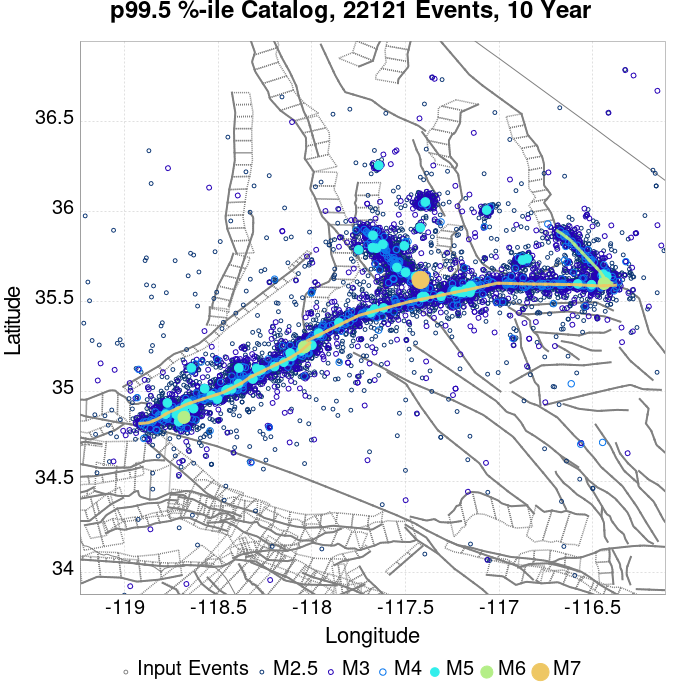 p99.5 %-ile Catalog, 22121 Events, 10 Year
36.5
36
35.5
35
34.5
34
Latitude
-119 -118.5 -118 -117.5 -117 -116.5
Longitude
Input Events M2.5 M3 M4 M5 M6 M7